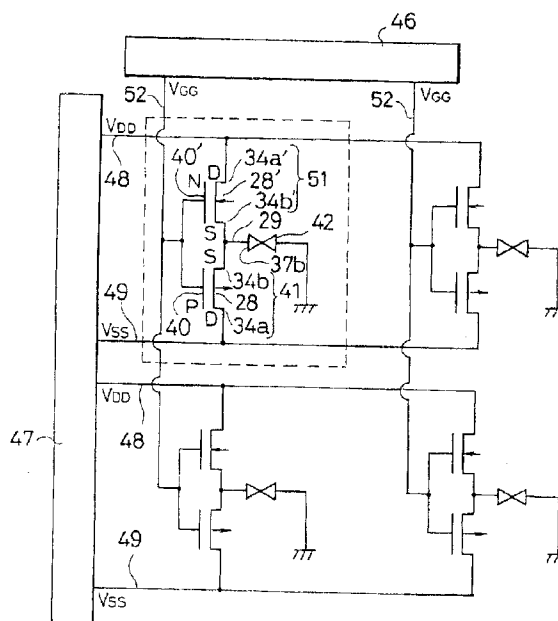 46
52 VGG 52 VGG
VDD
48 40' D 34a' 51
N 28'
34b' 42
29
S
S 37b
34b
49 41
P 28
VSS 40 D 34a
VDD
47 48
49
VSS